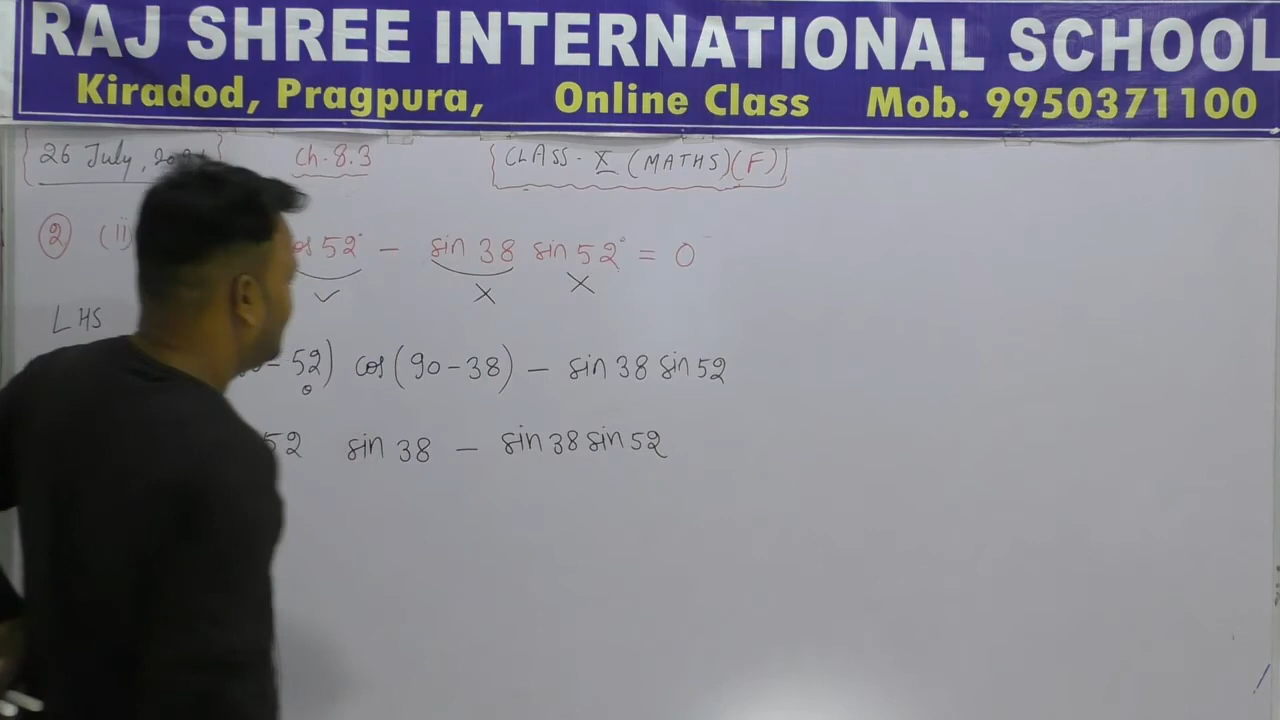 RAJ SHREE INTERNATIONAL SCHOOL
Kiradod, Pragpura, Online Class Mob. 9950371100
26 July, Ch-8.3 CLASS-X (MATHS)(F)
2 (ii) 52° - sin 38 sin 52° = 0
LHS
- 52) cos(90-38) - sin 38 sin 52
52 sin 38 - sin 38 sin 52